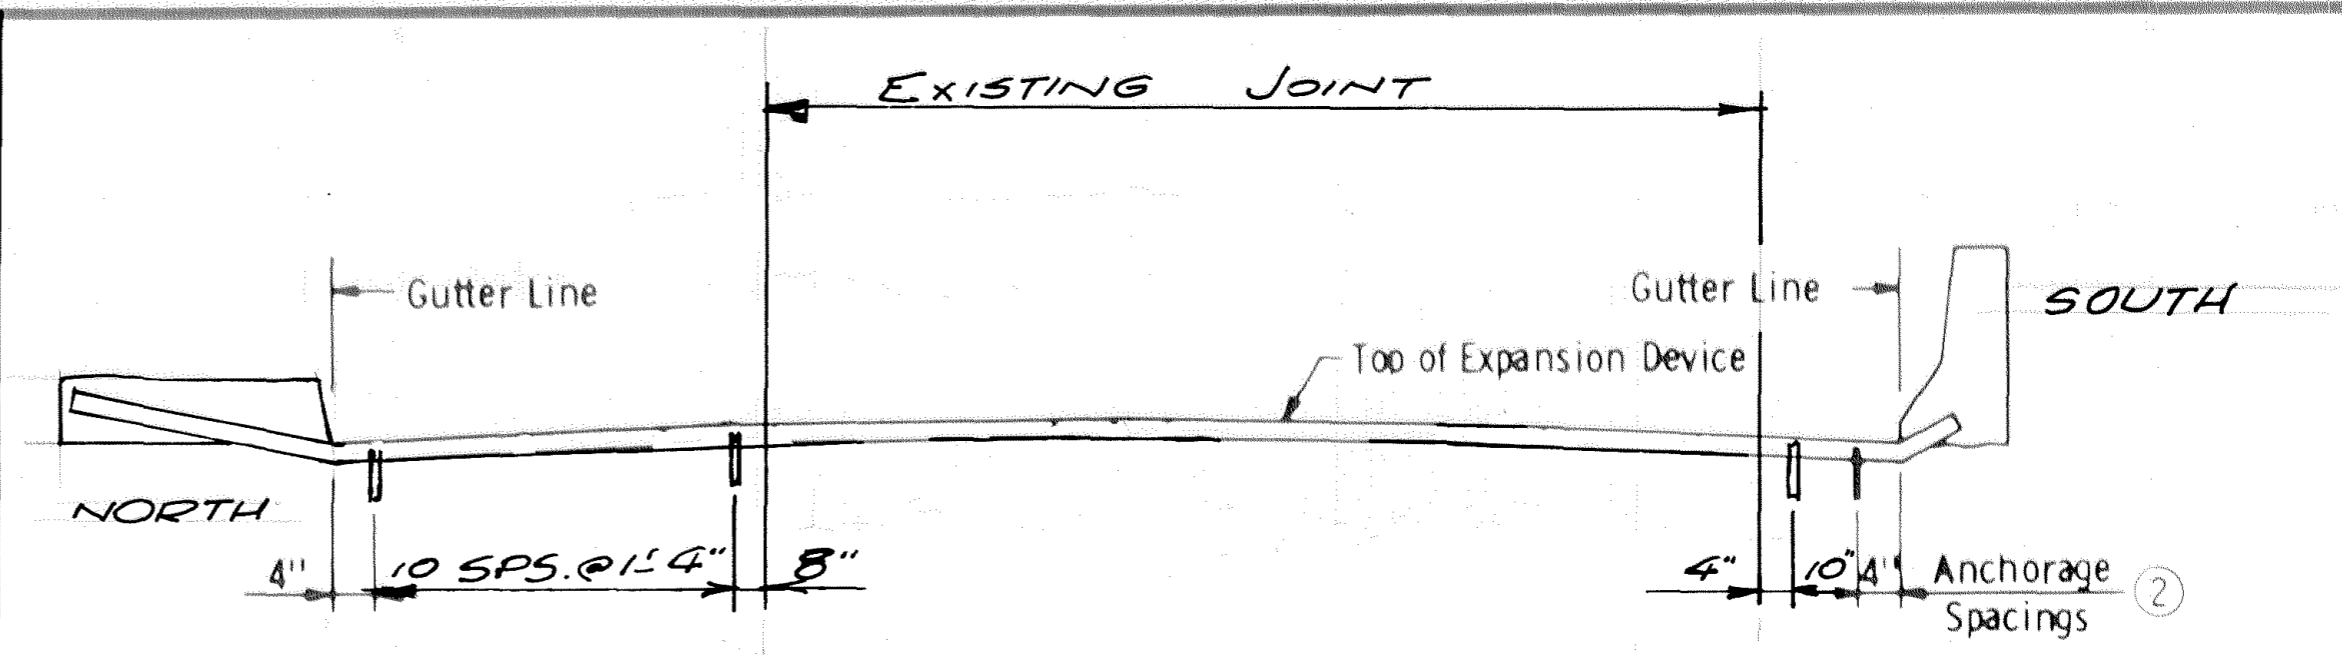 EXISTING JOINT
Gutter Line
Gutter Line
SOUTH
Top of Expansion Device
NORTH
4" 10 SPS. @ 1'-4" 8" 4" 10" 4" Anchorage
Spacings 2